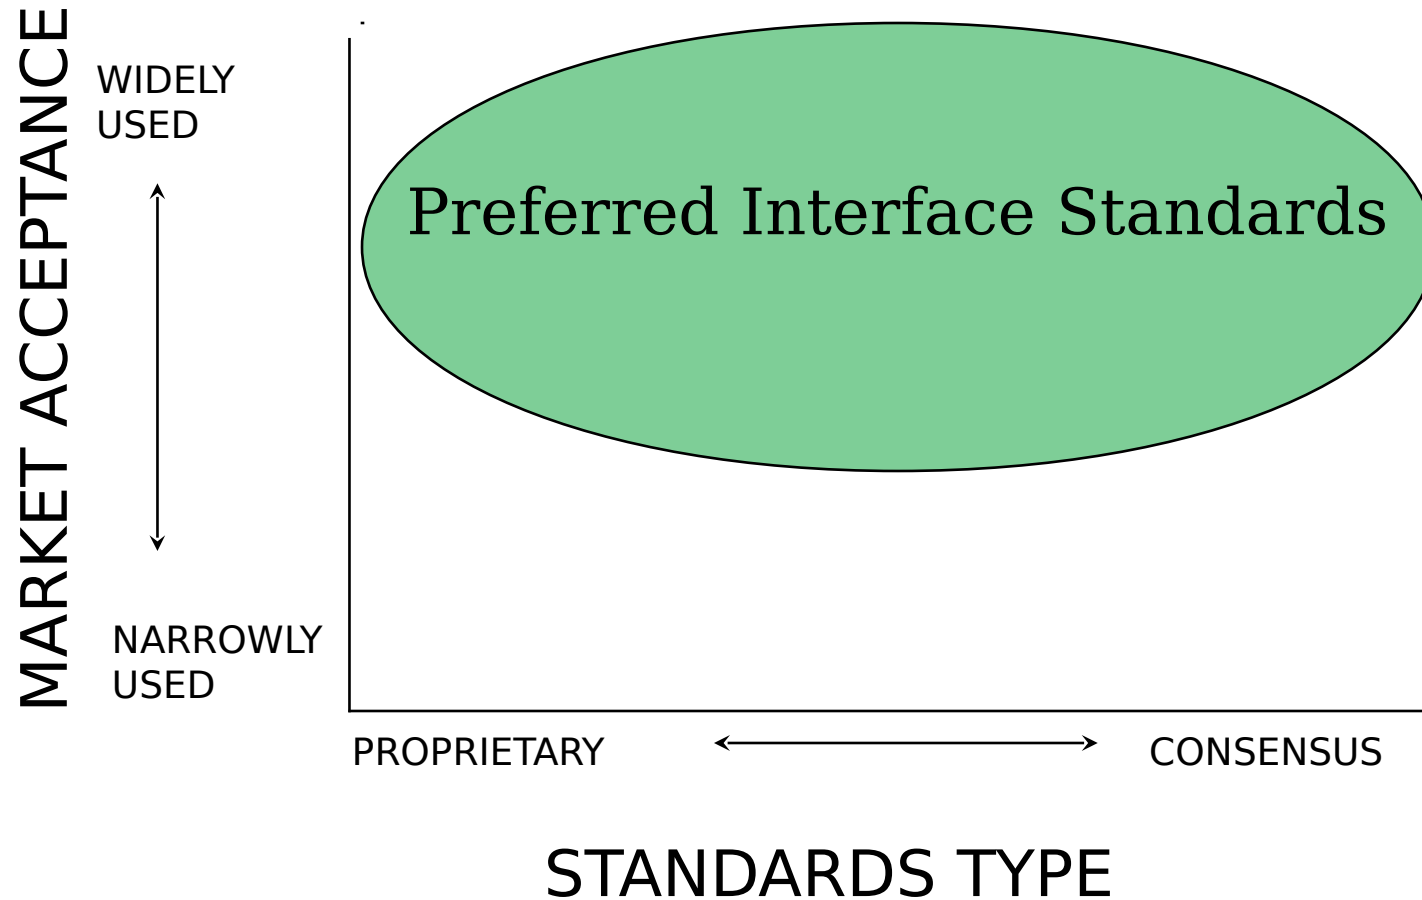 MARKET ACCEPTANCE
WIDELY
USED
Preferred Interface Standards
NARROWLY
USED
PROPRIETARY
CONSENSUS
STANDARDS TYPE